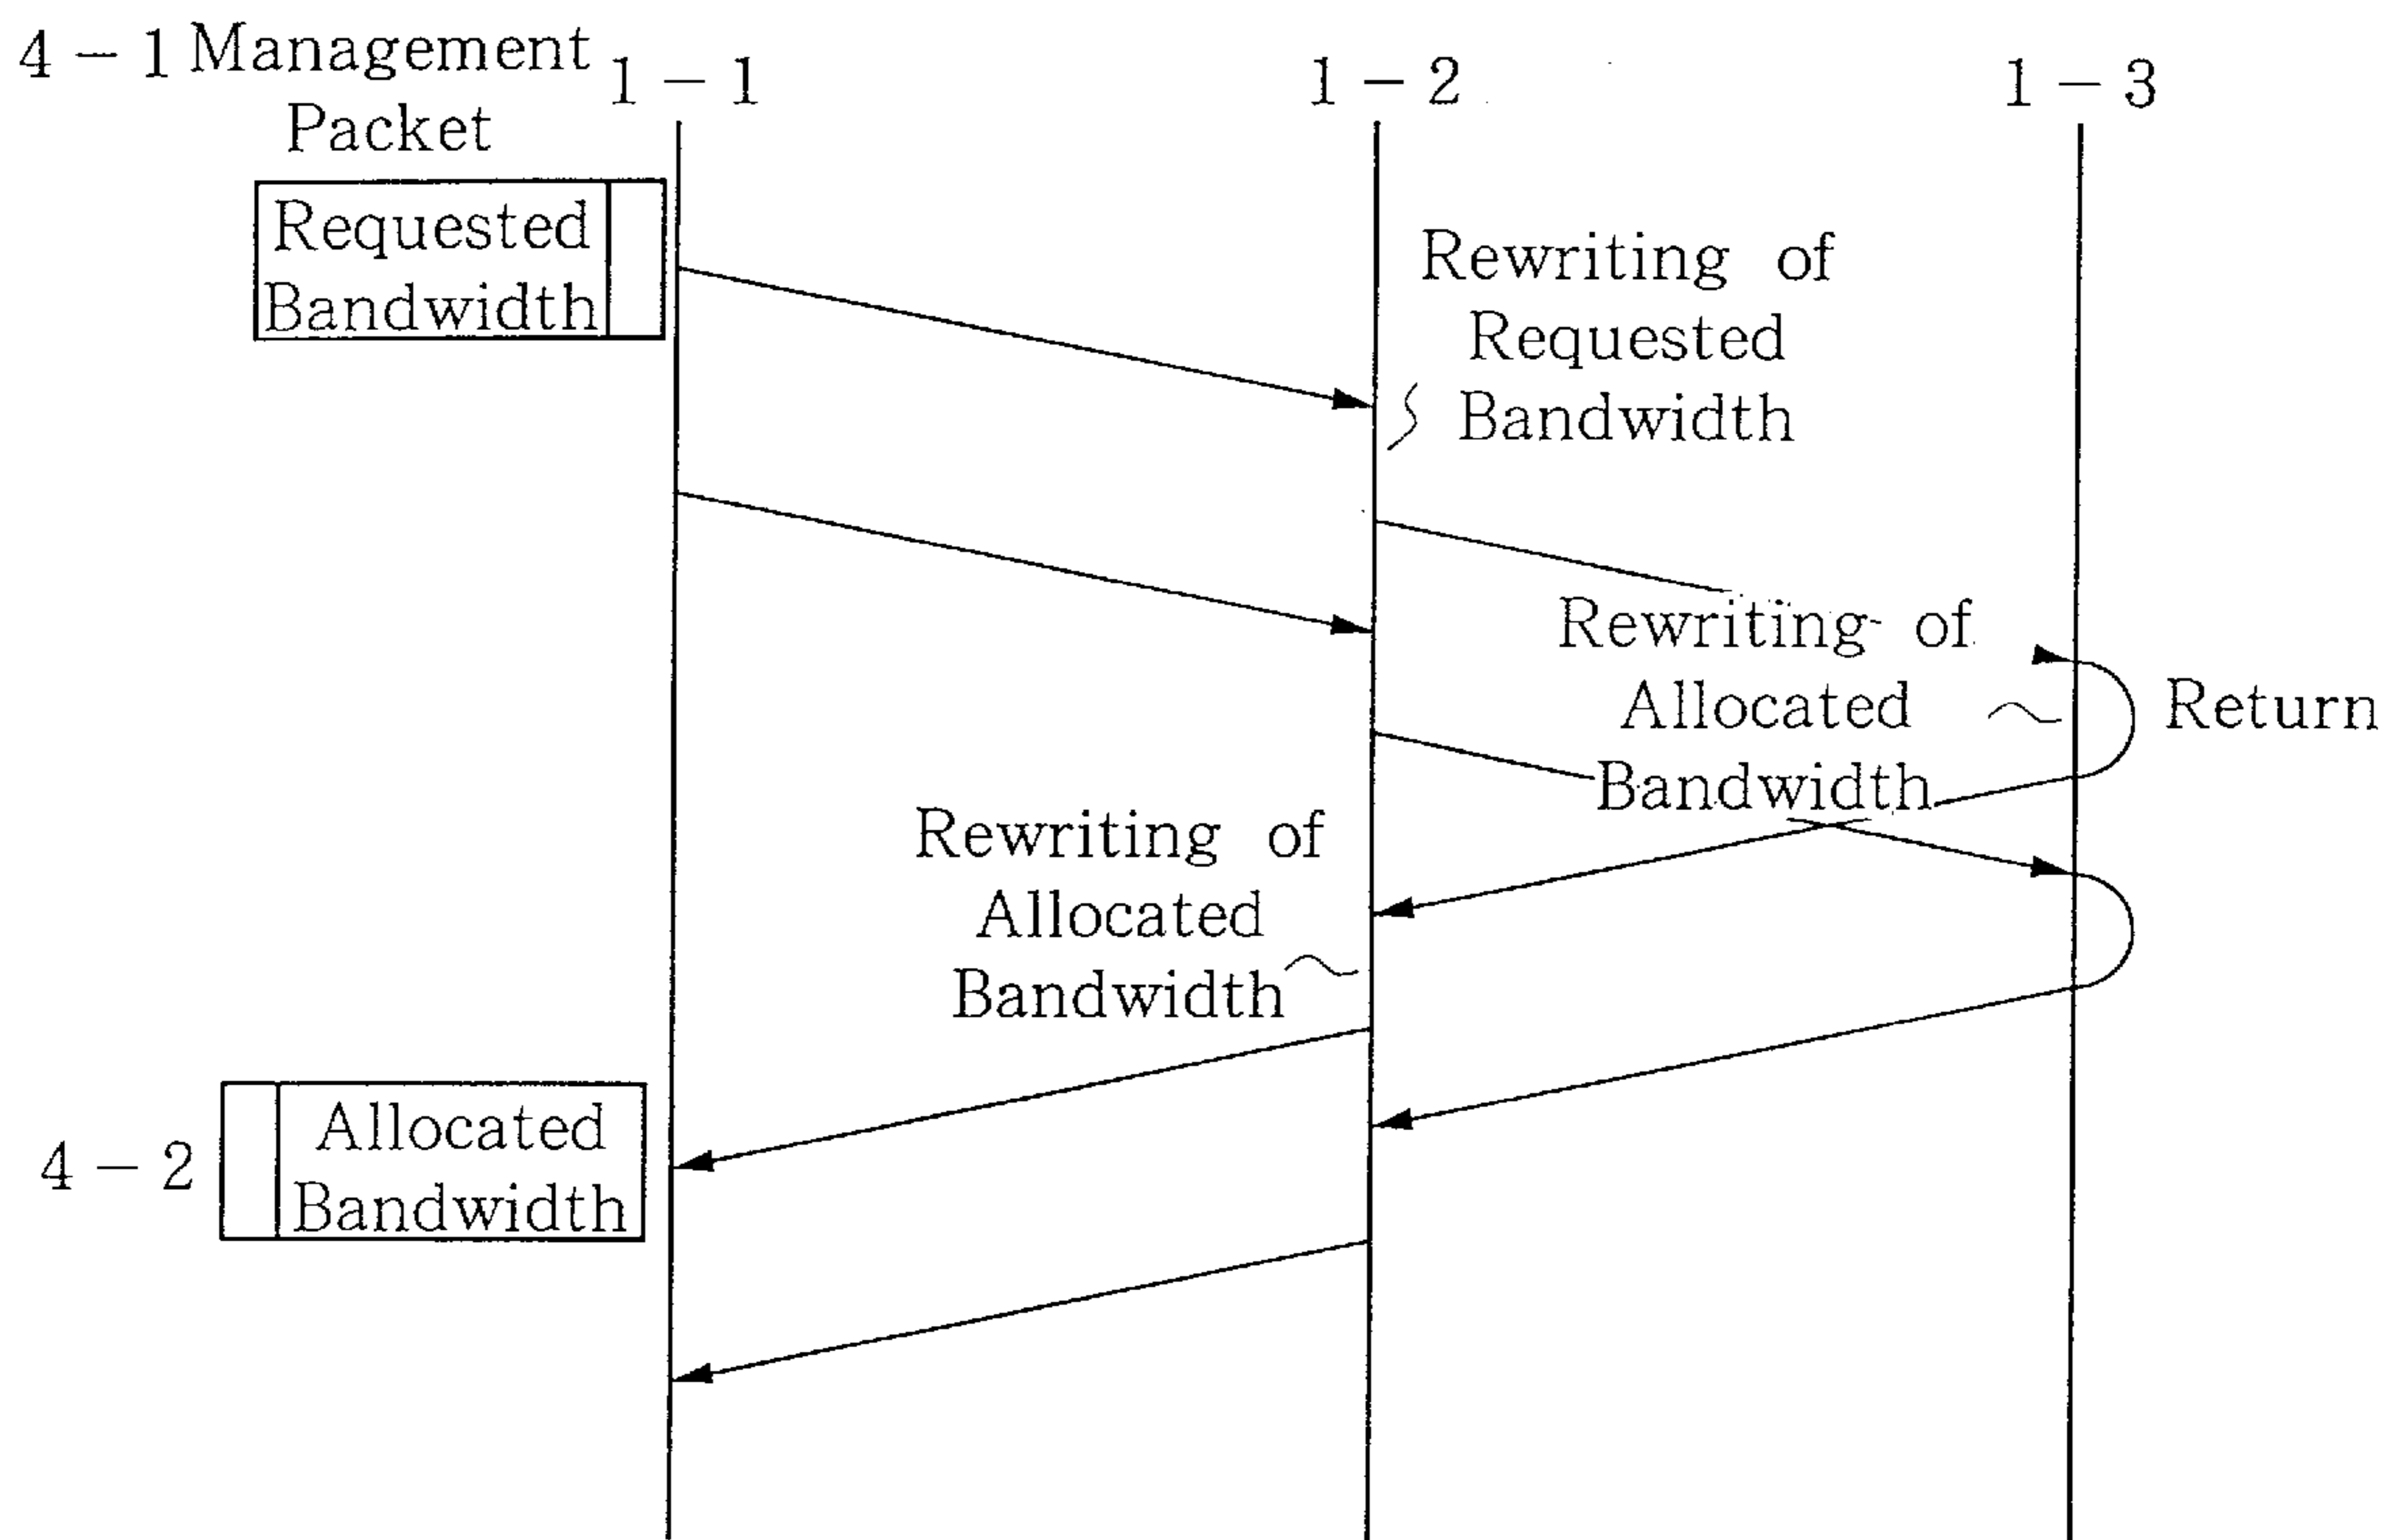 4-1 Management
Packet
1-1
1-2
1-3
Requested
Bandwidth
Rewriting of
Requested
Bandwidth
Rewriting of
Allocated
Bandwidth
Return
Rewriting of
Allocated
Bandwidth
4-2
Allocated
Bandwidth